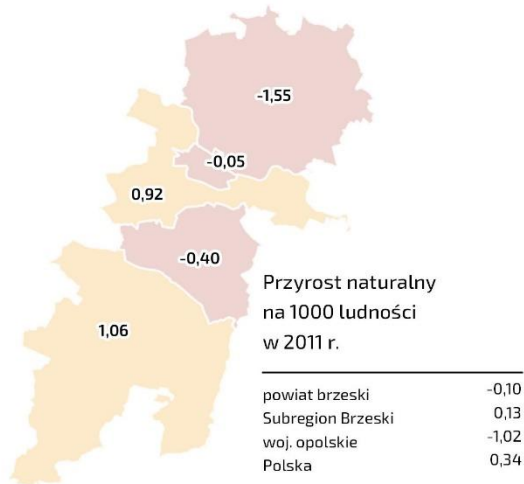 -1,55
-0,05
0,92
-0,40
1,06
Przyrost naturalny
na 1000 ludności
w 2011 r.
powiat brzeski -0,10
Subregion Brzeski 0,13
woj. opolskie -1,02
Polska 0,34